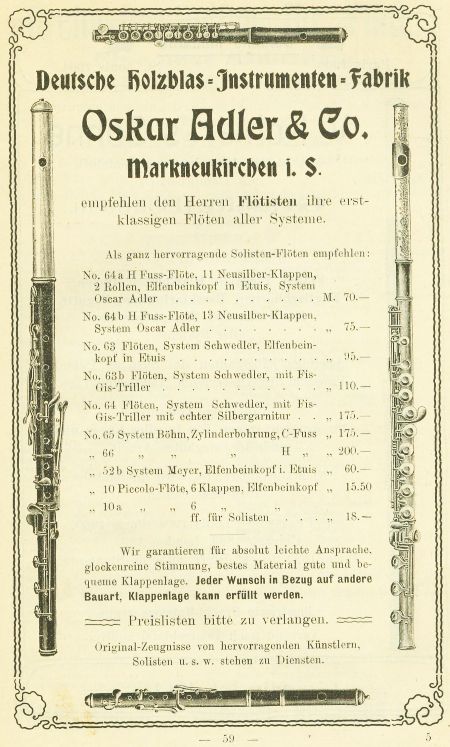 Deutsche Holzblas-Instrumenten-Fabrik
Oskar Adler & Co.
Markneukirchen i. S.
empfehlen den Herren Flötisten ihre erst-
klassigen Flöten aller Systeme.
Als ganz hervorragende Solisten-Flöten empfehlen:
No. 64a H Fuss-Flöte, 11 Neusilber-Klappen,
2 Rollen, Elfenbeinkopf in Etuis, System
Oscar Adler . . . . . . . . . . M. 70.—
No. 64b H Fuss-Flöte, 13 Neusilber-Klappen,
System Oscar Adler . . . . . . . . . „ 75.—
No. 63 Flöten, System Schwedler, Elfenbein-
kopf in Etuis . . . . . . . . . . „ 95.—
No. 63b Flöten, System Schwedler, mit Fis-
Gis-Triller . . . . . . . . . . . „ 110.—
No. 64 Flöten, System Schwedler, mit Fis-
Gis-Triller mit echter Silbergarnitur . . „ 175.—
No. 65 System Böhm, Zylinderbohrung, C-Fuss „ 175.—
„ 66 „ „ „ H „ „ 200.—
„ 52b System Meyer, Elfenbeinkopf i. Etuis „ 60.—
„ 10 Piccolo-Flöte, 6 Klappen, Elfenbeinkopf „ 15.50
„ 10a „ „ 6 „ „
ff. für Solisten . . . „ 18.—
Wir garantieren für absolut leichte Ansprache,
glockenreine Stimmung, bestes Material gute und be-
queme Klappenlage. Jeder Wunsch in Bezug auf andere
Bauart, Klappenlage kann erfüllt werden.
Preislisten bitte zu verlangen.
Original-Zeugnisse von hervorragenden Künstlern,
Solisten u. s. w. stehen zu Diensten.
— 59 — 5